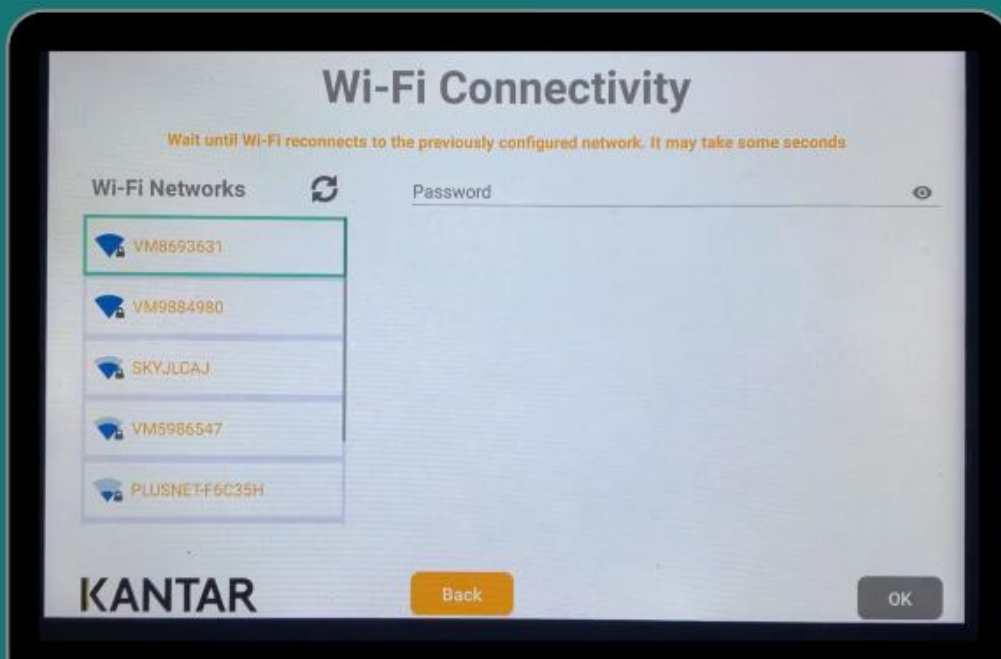 Wi-Fi Connectivity
Wait until Wi-Fi reconnects to the previously configured network. It may take some seconds
Wi-Fi Networks
Password
VM8693631
VM9884980
SKYJLCAJ
VM5986547
PLUSNET-F6C35H
KANTAR
Back
OK